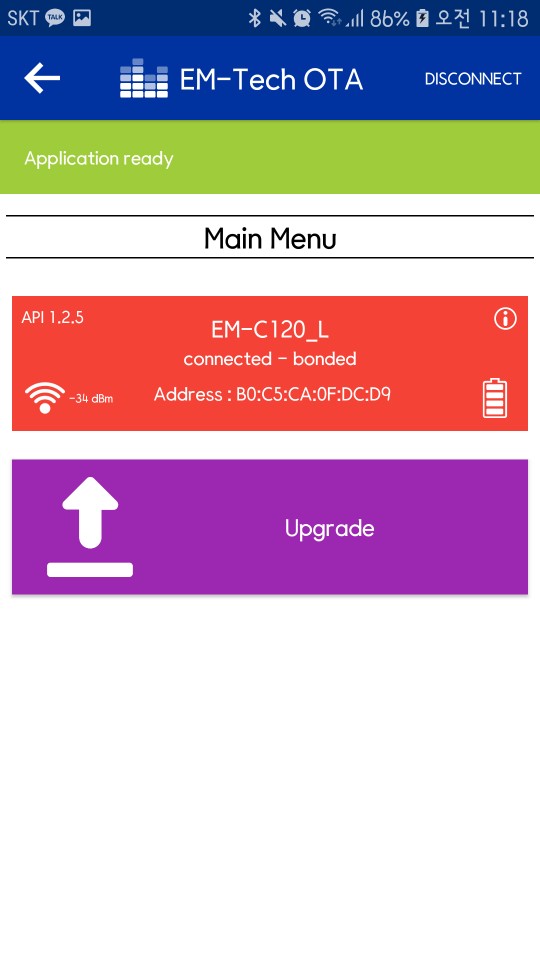 SKT TALK 86% 오전 11:18
EM-Tech OTA DISCONNECT
Application ready
Main Menu
API 1.2.5
EM-C120_L
connected - bonded
-34 dBm Address : B0:C5:CA:0F:DC:D9
Upgrade